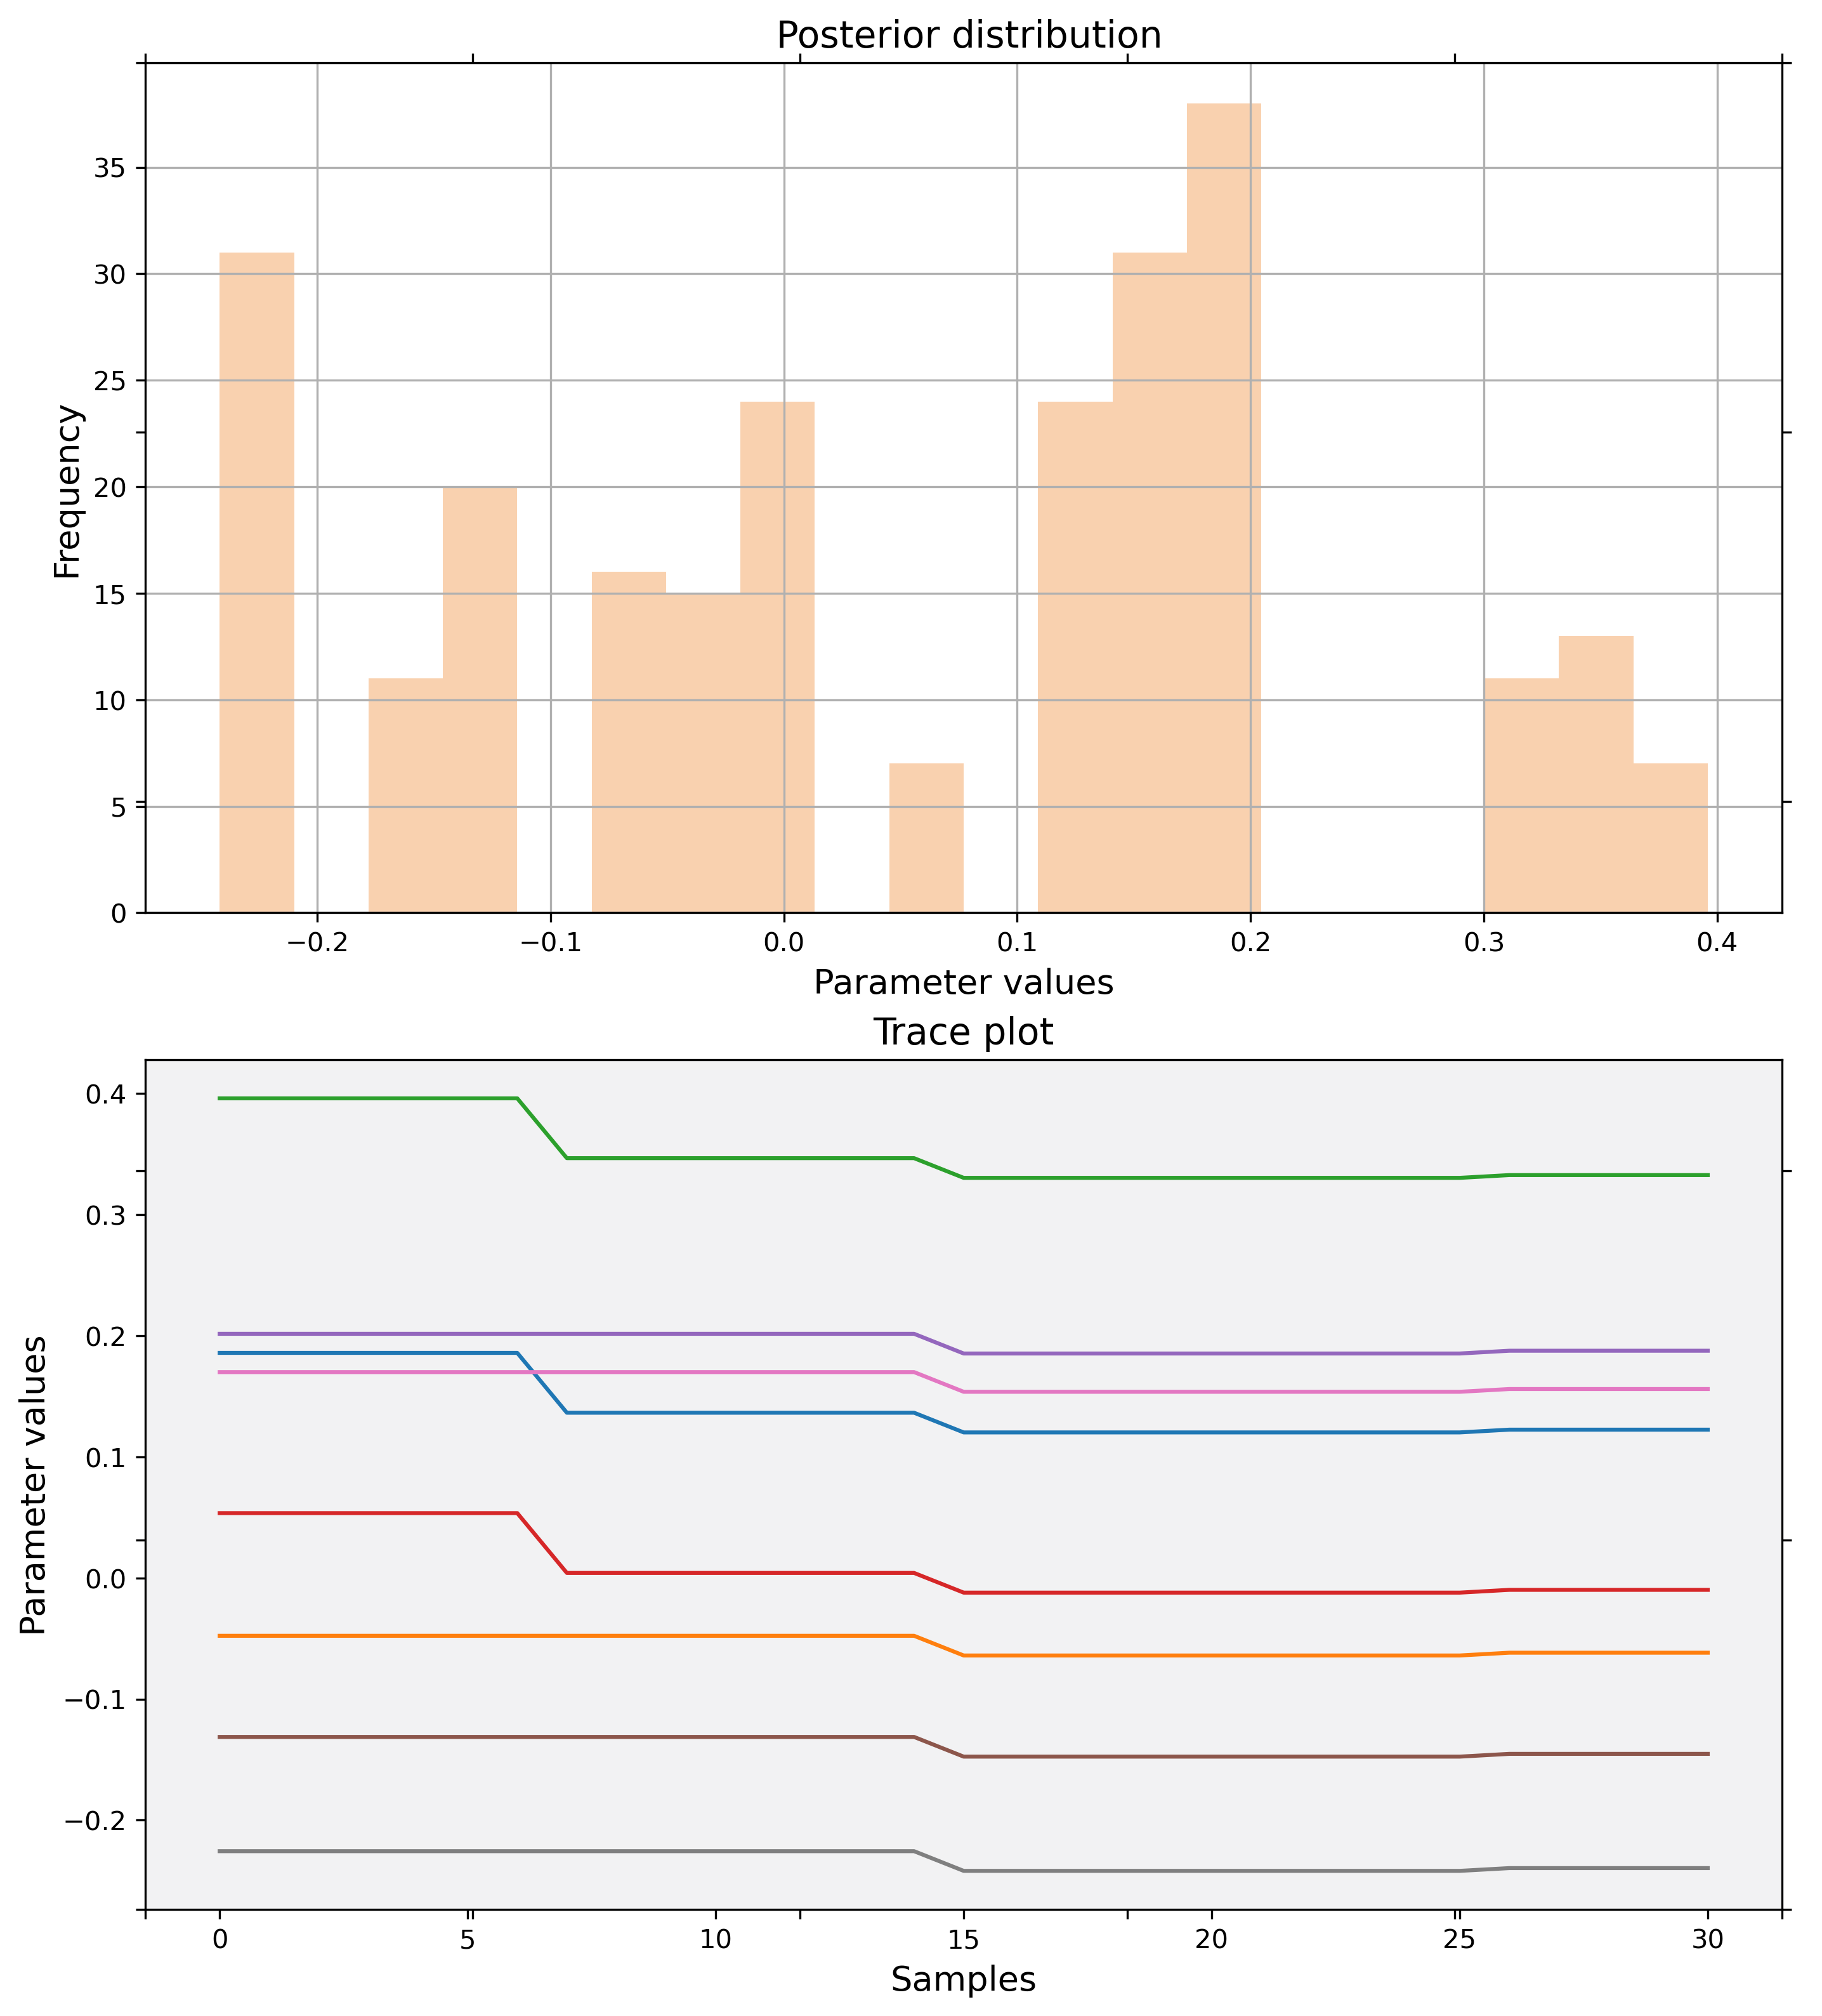 Posterior distribution
35
30
25
20
15
10
5
0
Frequency
−0.2 −0.1 0.0 0.1 0.2 0.3 0.4
Parameter values
Trace plot
0.4
0.3
0.2
0.1
0.0
−0.1
−0.2
Parameter values
0 5 10 15 20 25 30
Samples